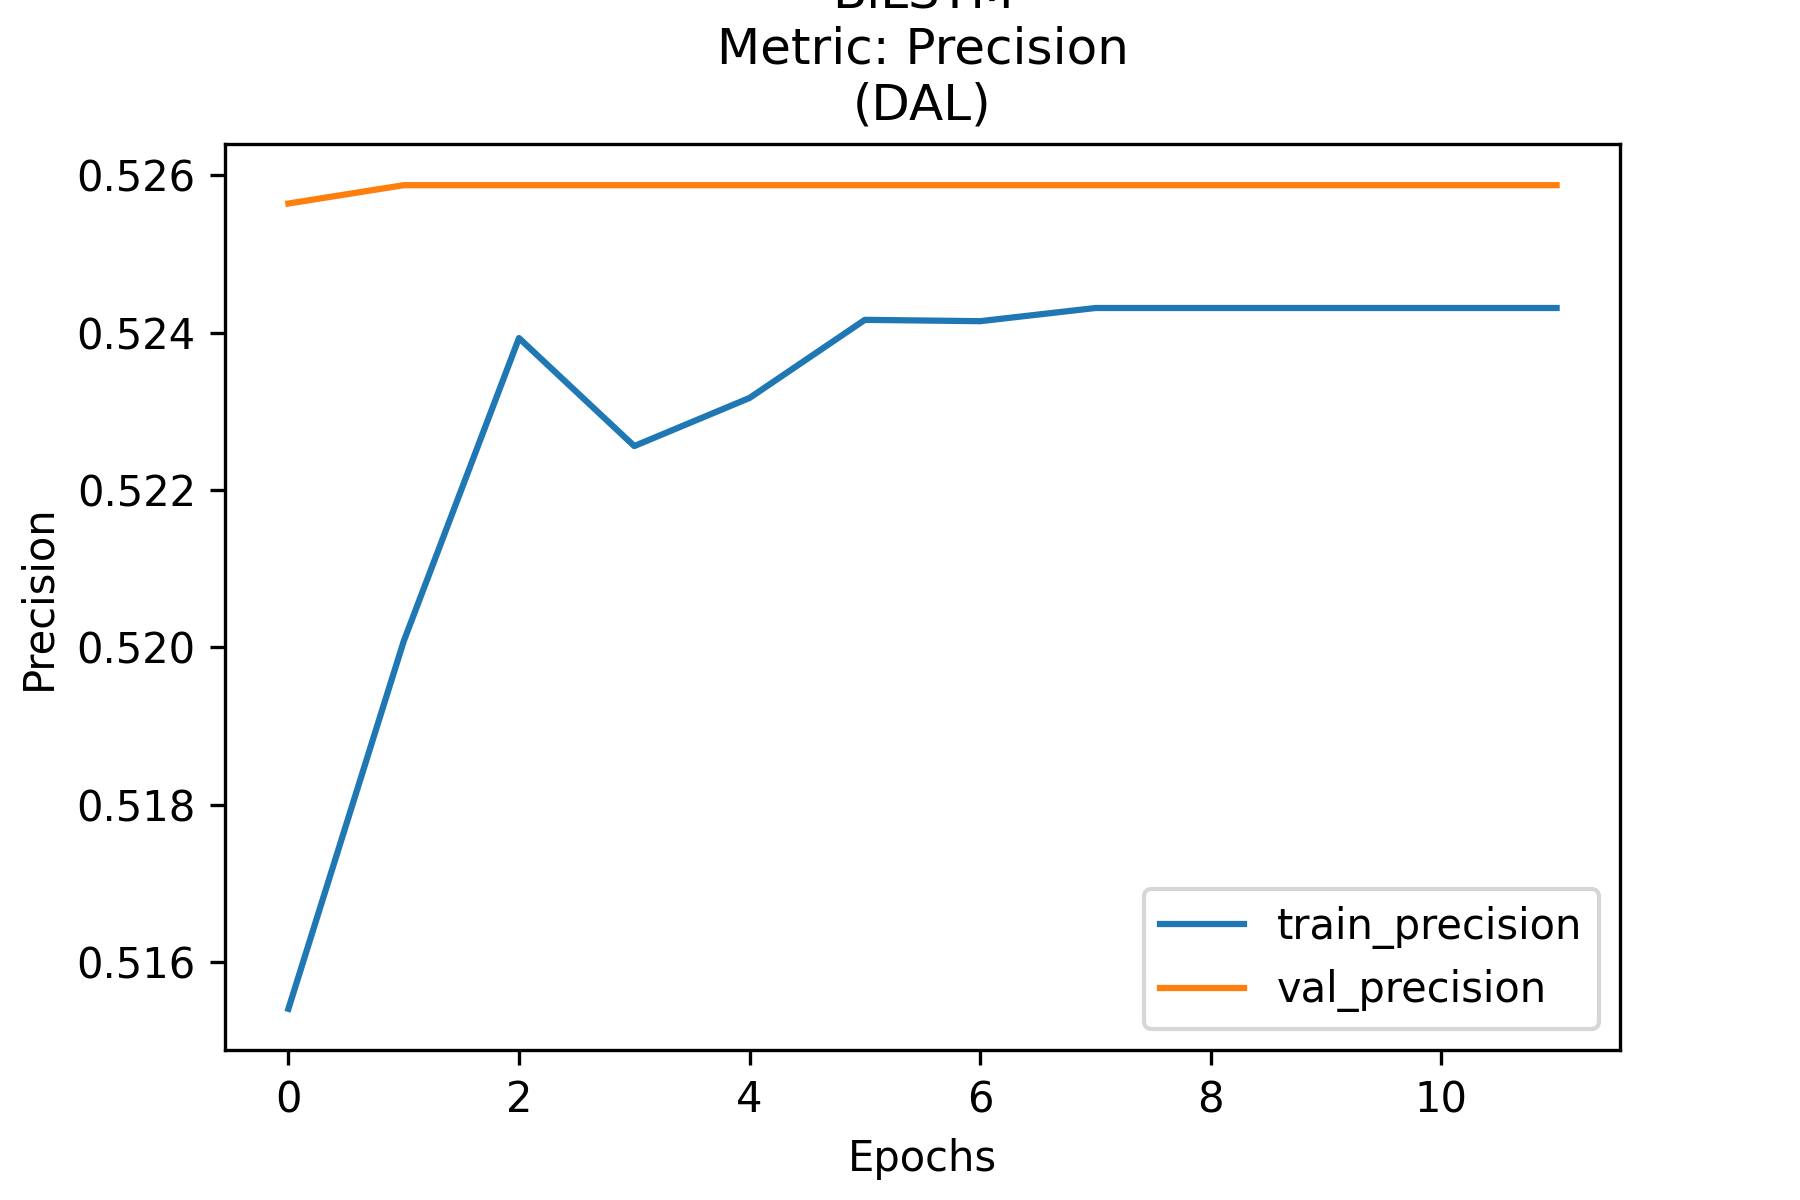 BiLSTM
Metric: Precision
(DAL)
0.526
0.524
0.522
0.520
0.518
0.516
Precision
train_precision
val_precision
0 2 4 6 8 10
Epochs